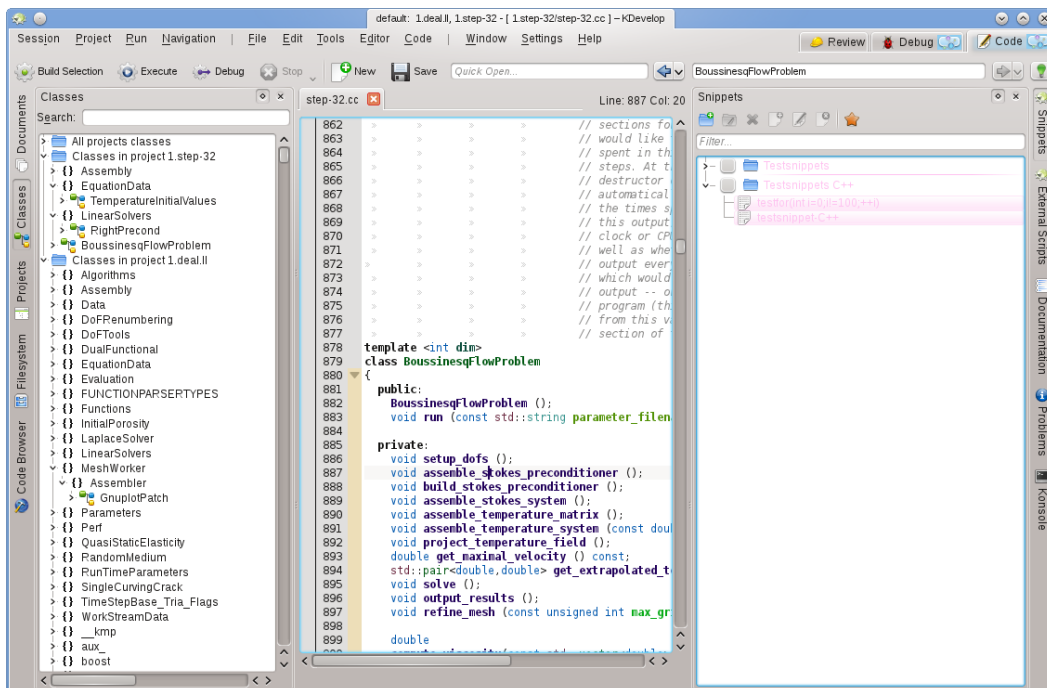 default: 1.deal.II, 1.step-32 - [ 1.step-32/step-32.cc ] – KDevelop
Session Project Run Navigation | File Edit Tools Editor Code | Window Settings Help
Review Debug Code
Build Selection Execute Debug Stop New Save Quick Open... BoussinesqFlowProblem
Documents
Classes
Projects
Filesystem
Code Browser
Classes
Search:
All projects classes
Classes in project 1.step-32
{} Assembly
{} EquationData
TemperatureInitialValues
{} LinearSolvers
RightPrecond
BoussinesqFlowProblem
Classes in project 1.deal.II
{} Algorithms
{} Assembly
{} Data
{} DoFRenumbering
{} DoFTools
{} DualFunctional
{} EquationData
{} Evaluation
{} FUNCTIONPARSERTYPES
{} Functions
{} InitialPorosity
{} LaplaceSolver
{} LinearSolvers
{} MeshWorker
{} Assembler
GnuplotPatch
{} Parameters
{} Perf
{} QuasiStaticElasticity
{} RandomMedium
{} RunTimeParameters
{} SingleCurvingCrack
{} TimeStepBase_Tria_Flags
{} WorkStreamData
{} __kmp
{} aux_
{} boost
step-32.cc Line: 887 Col: 20
862 // sections fo
863 // would like
864 // spent in th
865 // steps. At t
866 // destructor
867 // automatical
868 // the times s
869 // this output
870 // clock or CP
871 // well as whe
872 // output ever
873 // which would
874 // output -- o
875 // program (th
876 // from this v
877 // section of
878 template <int dim>
879 class BoussinesqFlowProblem
880 {
881 public:
882 BoussinesqFlowProblem ();
883 void run (const std::string parameter_filen
884
885 private:
886 void setup_dofs ();
887 void assemble_stokes_preconditioner ();
888 void build_stokes_preconditioner ();
889 void assemble_stokes_system ();
890 void assemble_temperature_matrix ();
891 void assemble_temperature_system (const doul
892 void project_temperature_field ();
893 double get_maximal_velocity () const;
894 std::pair<double,double> get_extrapolated_t
895 void solve ();
896 void output_results ();
897 void refine_mesh (const unsigned int max_gr
898
899 double
Snippets
Filter...
Testsnippets
Testsnippets C++
testfor(int i=0;i!=100;++i)
testsnippet-C++
Snippets
External Scripts
Documentation
Problems
Konsole